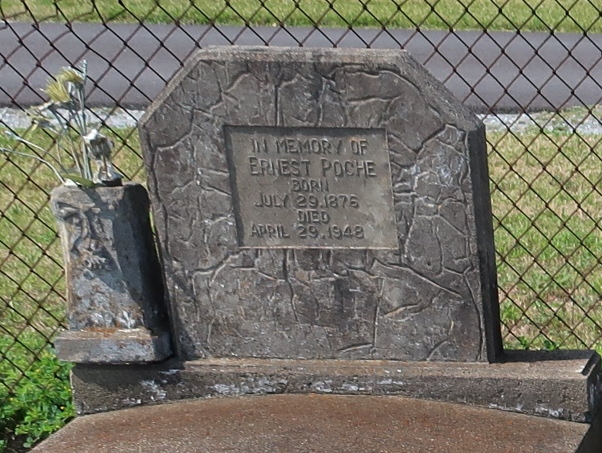 IN MEMORY OF
ERNEST POCHE
BORN
JULY 29.1876
DIED
APRIL 29.1948